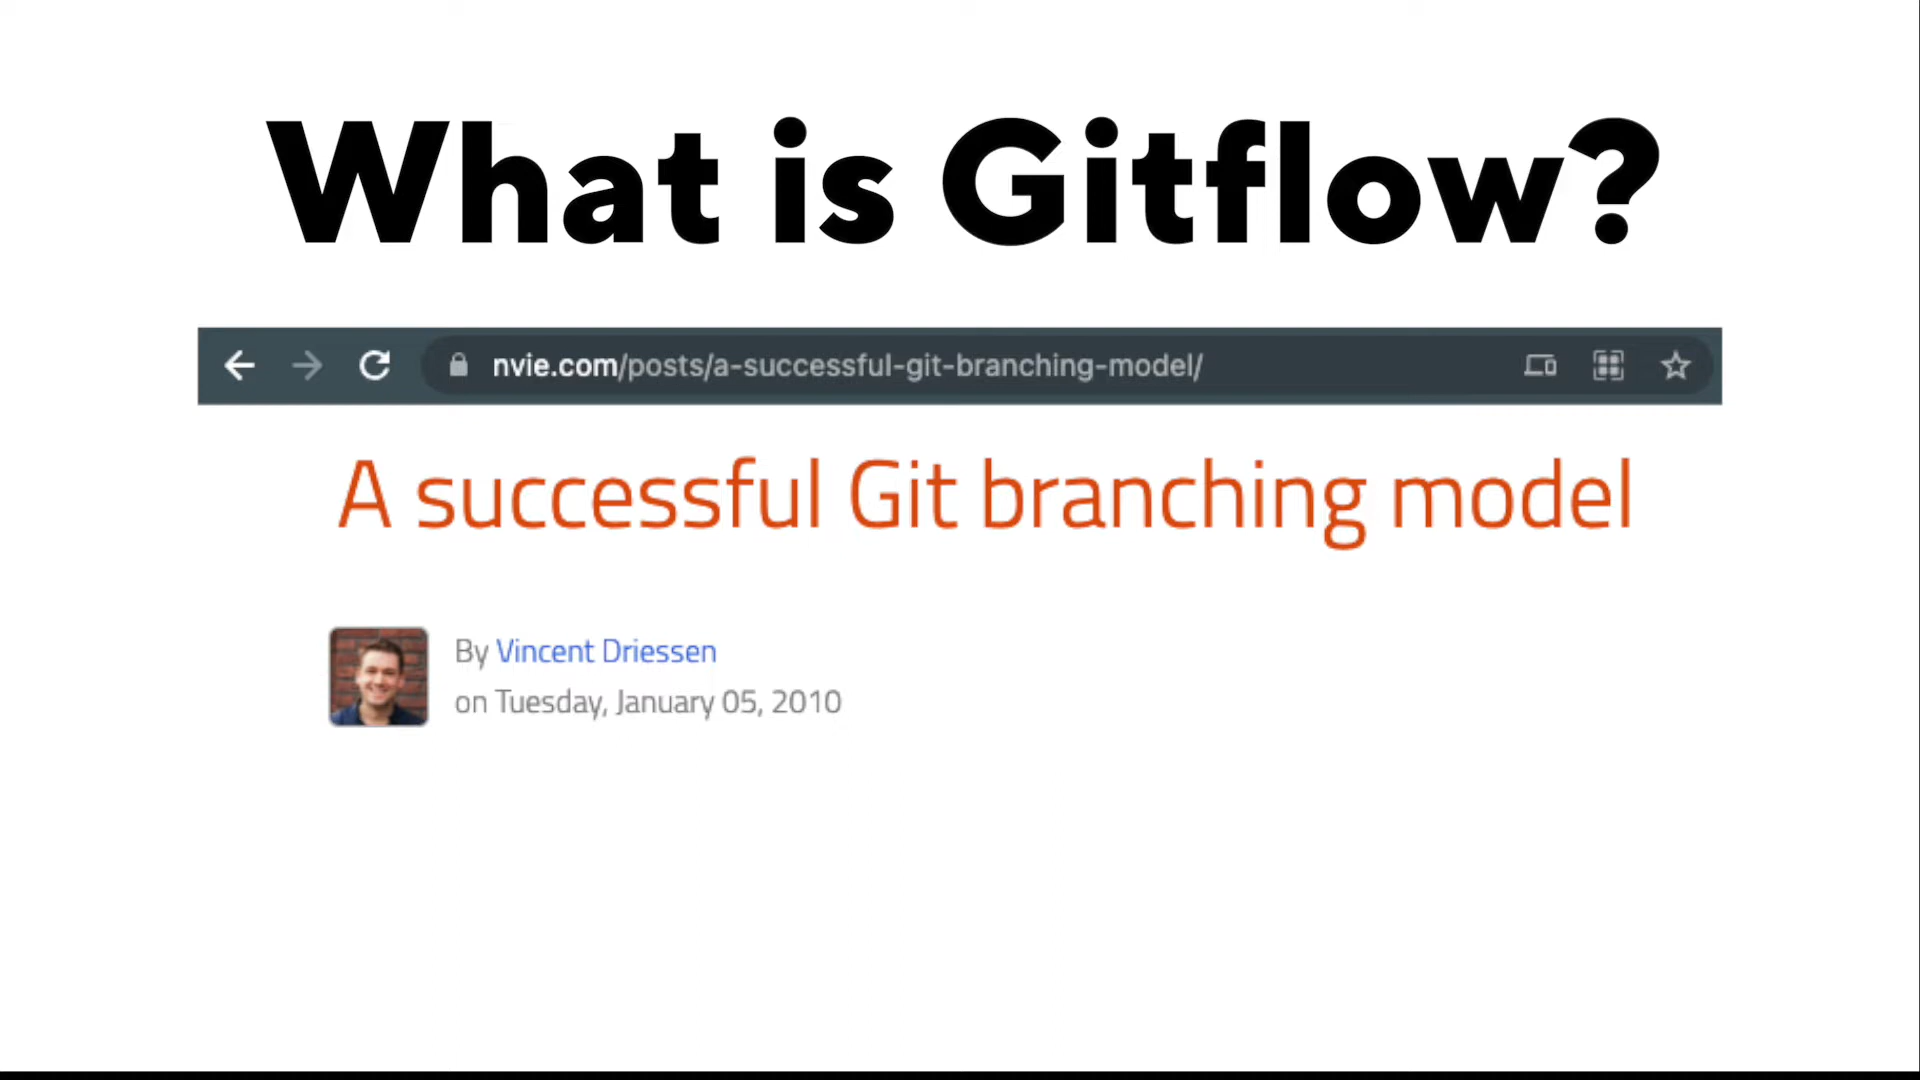 What is Gitflow?
nvie.com/posts/a-successful-git-branching-model/
A successful Git branching model
By Vincent Driessen
on Tuesday, January 05, 2010